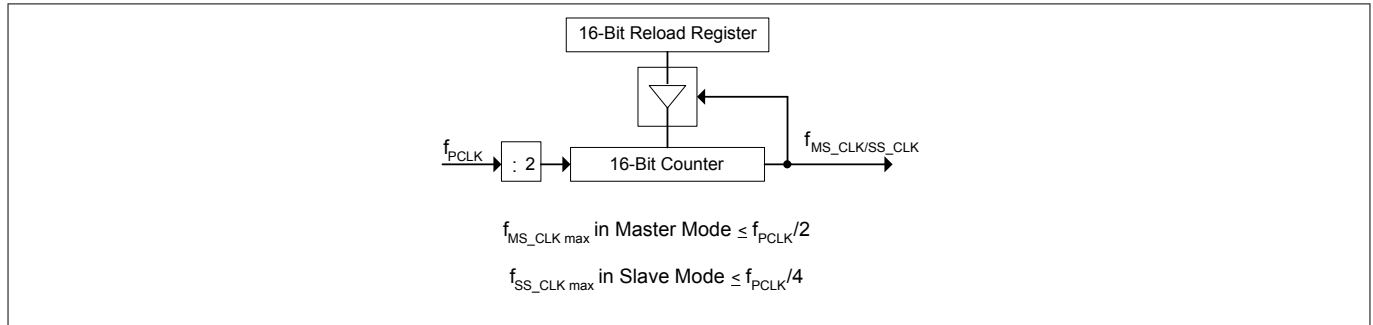 16-Bit Reload Register
f_PCLK
: 2
16-Bit Counter
f_MS_CLK/SS_CLK
f_MS_CLK max in Master Mode ≤ f_PCLK/2
f_SS_CLK max in Slave Mode ≤ f_PCLK/4